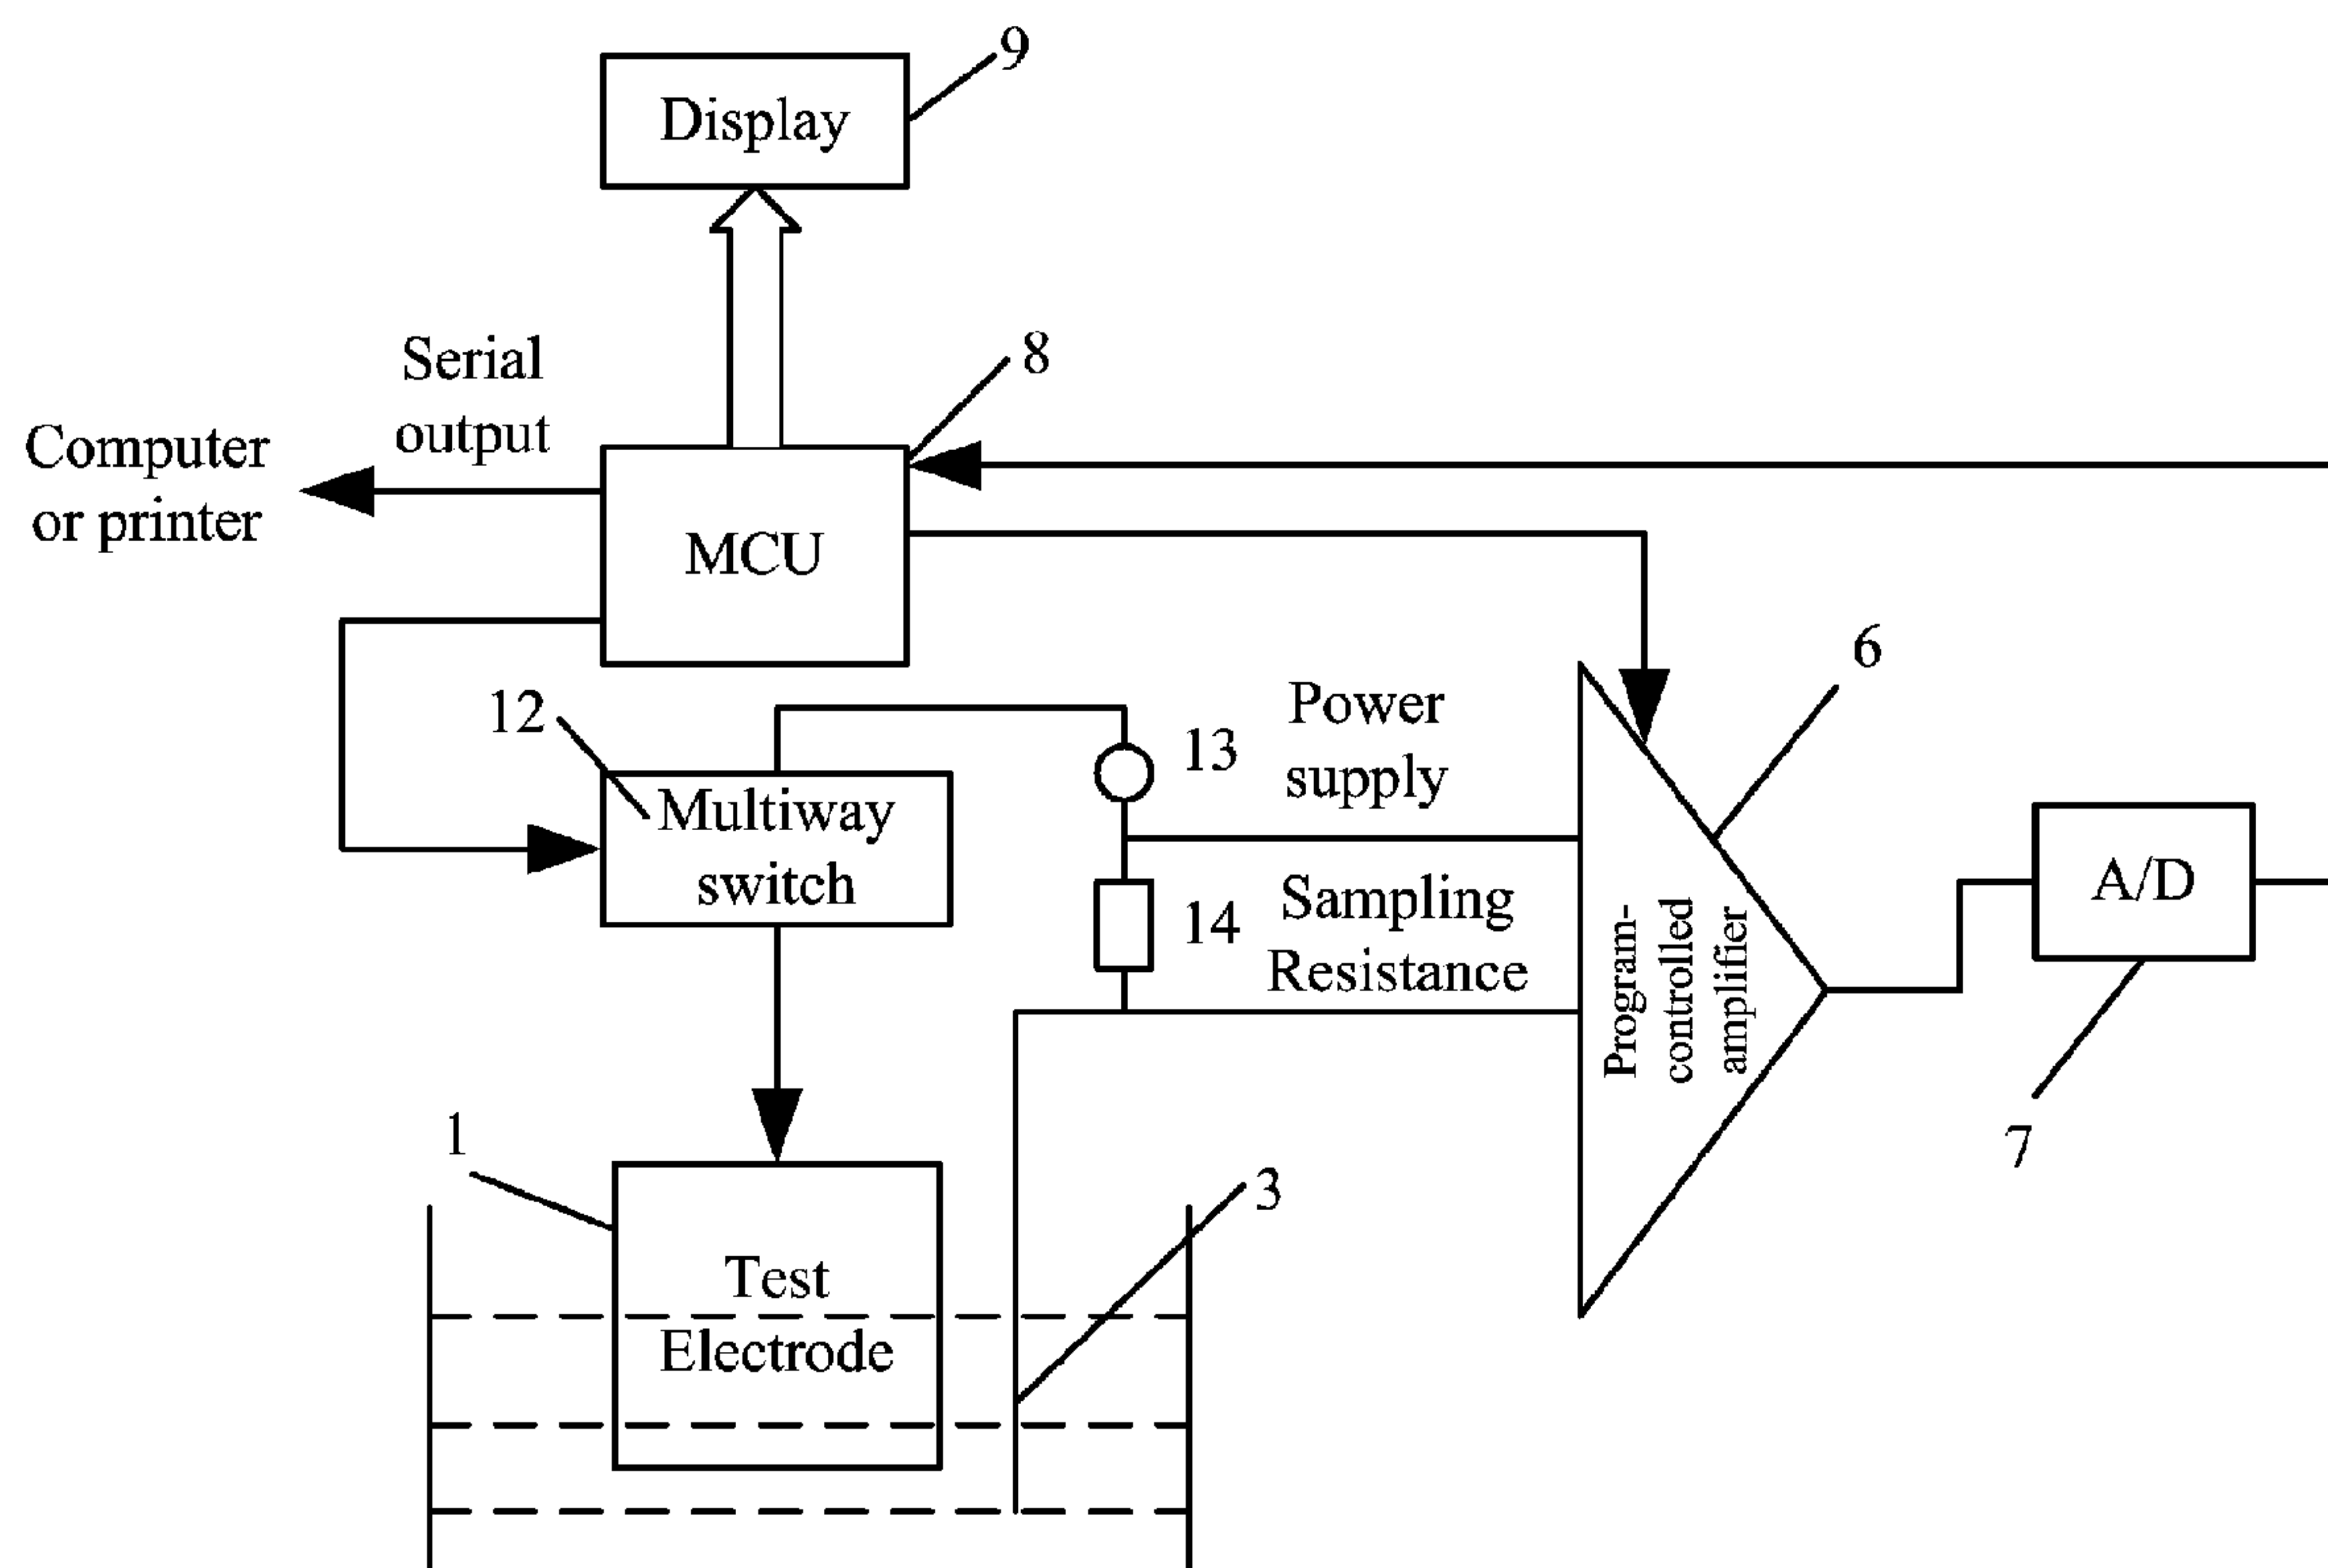 9
Display
8
Serial
output
Computer
or printer
MCU
6
12
Power
supply
13
Multiway
switch
A/D
14
Sampling
Resistance
Program-
controlled
amplifier
7
1
3
Test
Electrode